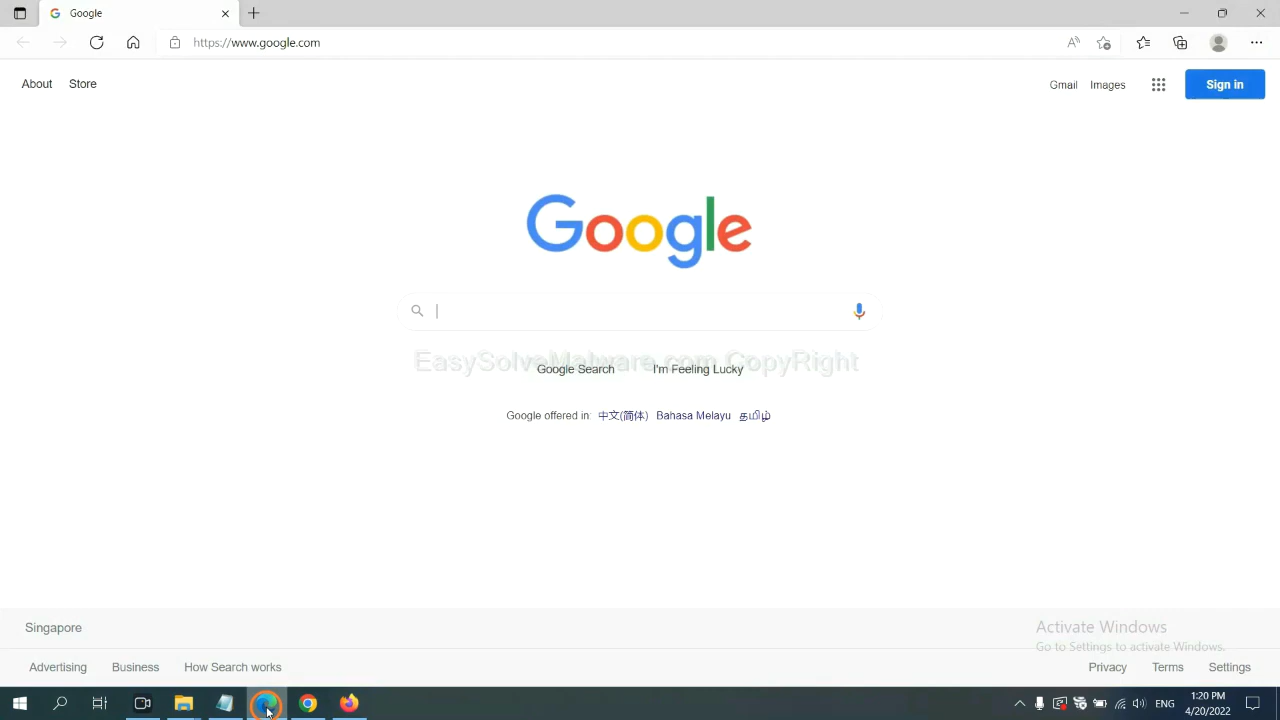 Google
https://www.google.com
About Store Gmail Images Sign in
Google
EasySolveMalware.com CopyRight
Google Search I'm Feeling Lucky
Google offered in: 中文(简体) Bahasa Melayu தமிழ்
Singapore
Activate Windows
Go to Settings to activate Windows.
Advertising Business How Search works Privacy Terms Settings
ENG 1:20 PM
4/20/2022